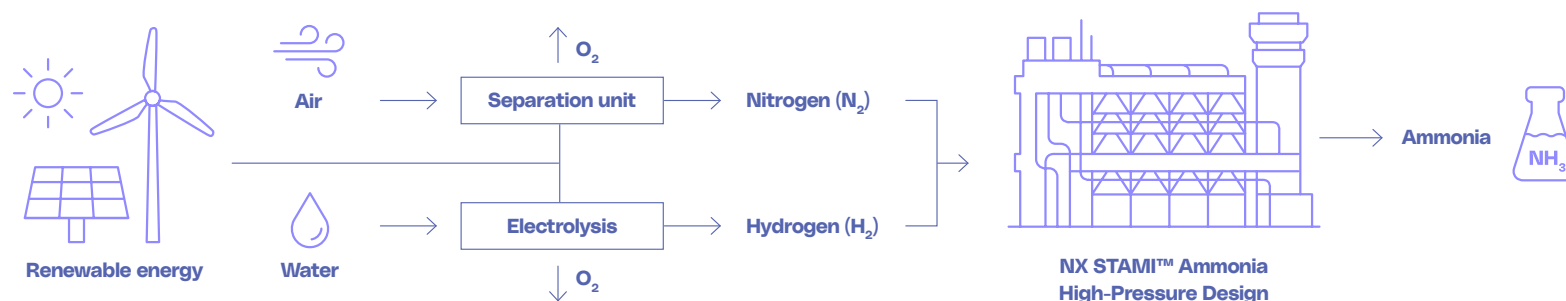 O₂
Air
Separation unit
Nitrogen (N₂)
Ammonia
NH₃
Renewable energy
Water
Electrolysis
Hydrogen (H₂)
O₂
NX STAMI™ Ammonia
High-Pressure Design